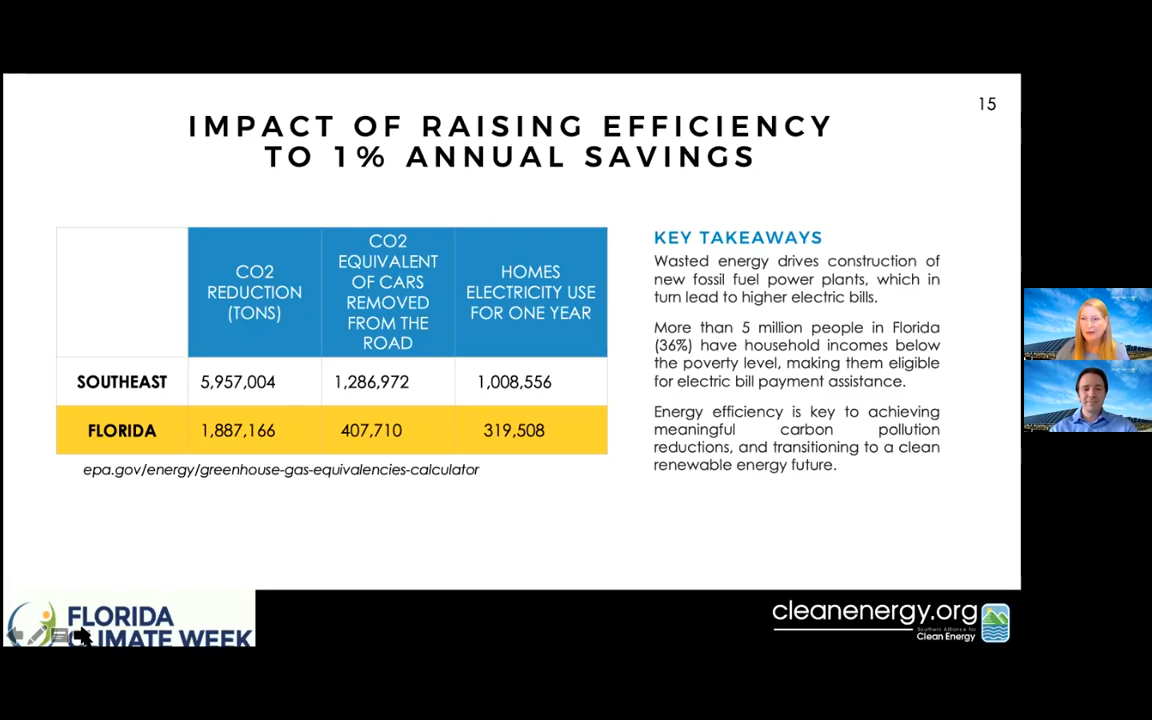 15
IMPACT OF RAISING EFFICIENCY
TO 1% ANNUAL SAVINGS
CO2
REDUCTION
(TONS)
CO2
EQUIVALENT
OF CARS
REMOVED
FROM THE
ROAD
HOMES
ELECTRICITY USE
FOR ONE YEAR
SOUTHEAST 5,957,004 1,286,972 1,008,556
FLORIDA 1,887,166 407,710 319,508
epa.gov/energy/greenhouse-gas-equivalencies-calculator
KEY TAKEAWAYS
Wasted energy drives construction of
new fossil fuel power plants, which in
turn lead to higher electric bills.
More than 5 million people in Florida
(36%) have household incomes below
the poverty level, making them eligible
for electric bill payment assistance.
Energy efficiency is key to achieving
meaningful carbon pollution
reductions, and transitioning to a clean
renewable energy future.
FLORIDA
CLIMATE WEEK
cleanenergy.org
Southern Alliance for
Clean Energy